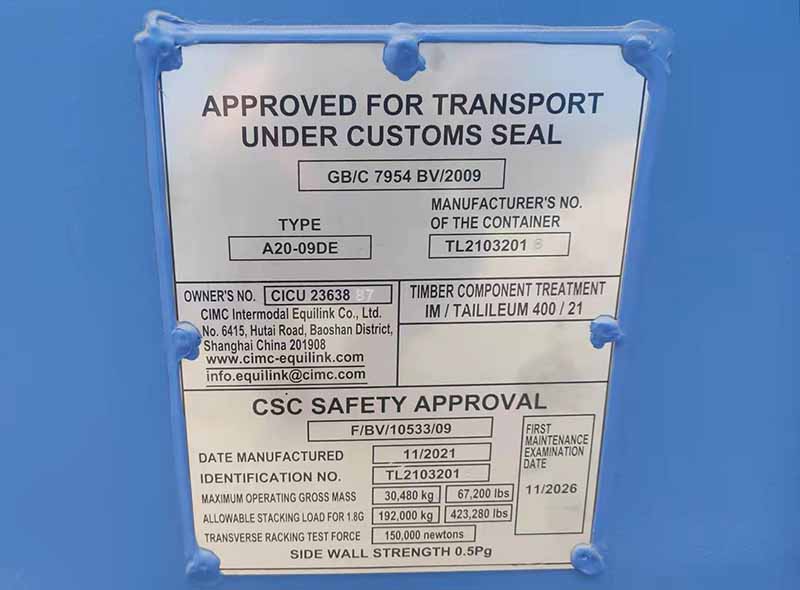 APPROVED FOR TRANSPORT
UNDER CUSTOMS SEAL
GB/C 7954 BV/2009
TYPE
A20-09DE
MANUFACTURER'S NO.
OF THE CONTAINER
TL2103201
OWNER'S NO. CICU 23638 87
CIMC Intermodal Equilink Co., Ltd.
No. 6415, Hutai Road, Baoshan District,
Shanghai China 201908
www.cimc-equilink.com
info.equilink@cimc.com
TIMBER COMPONENT TREATMENT
IM / TAILILEUM 400 / 21
CSC SAFETY APPROVAL
F/BV/10533/09
DATE MANUFACTURED 11/2021
IDENTIFICATION NO. TL2103201
MAXIMUM OPERATING GROSS MASS 30,480 kg 67,200 lbs
ALLOWABLE STACKING LOAD FOR 1.8G 192,000 kg 423,280 lbs
TRANSVERSE RACKING TEST FORCE 150,000 newtons
SIDE WALL STRENGTH 0.5Pg
FIRST
MAINTENANCE
EXAMINATION
DATE
11/2026